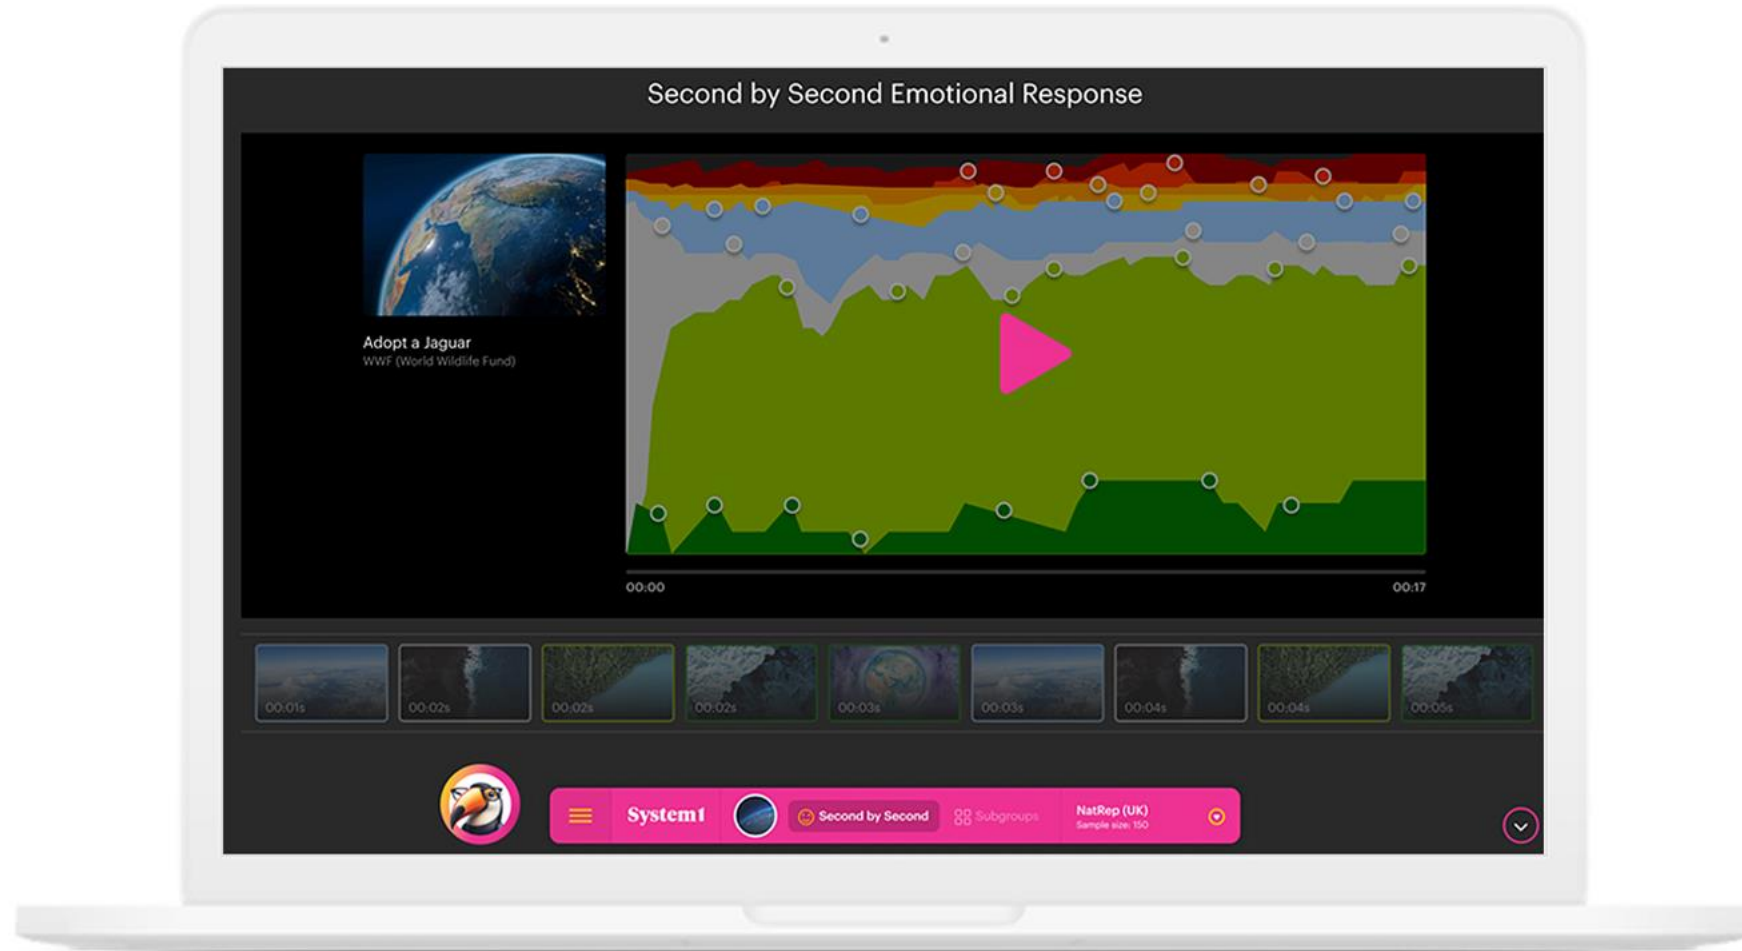 Second by Second Emotional Response
Adopt a Jaguar
WWF (World Wildlife Fund)
00:00
00:17
00:01s
00:02s
00:02s
00:02s
00:03s
00:03s
00:04s
00:04s
00:05s
System1
Second by Second
Subgroups
NatRep (UK)
Sample size: 150